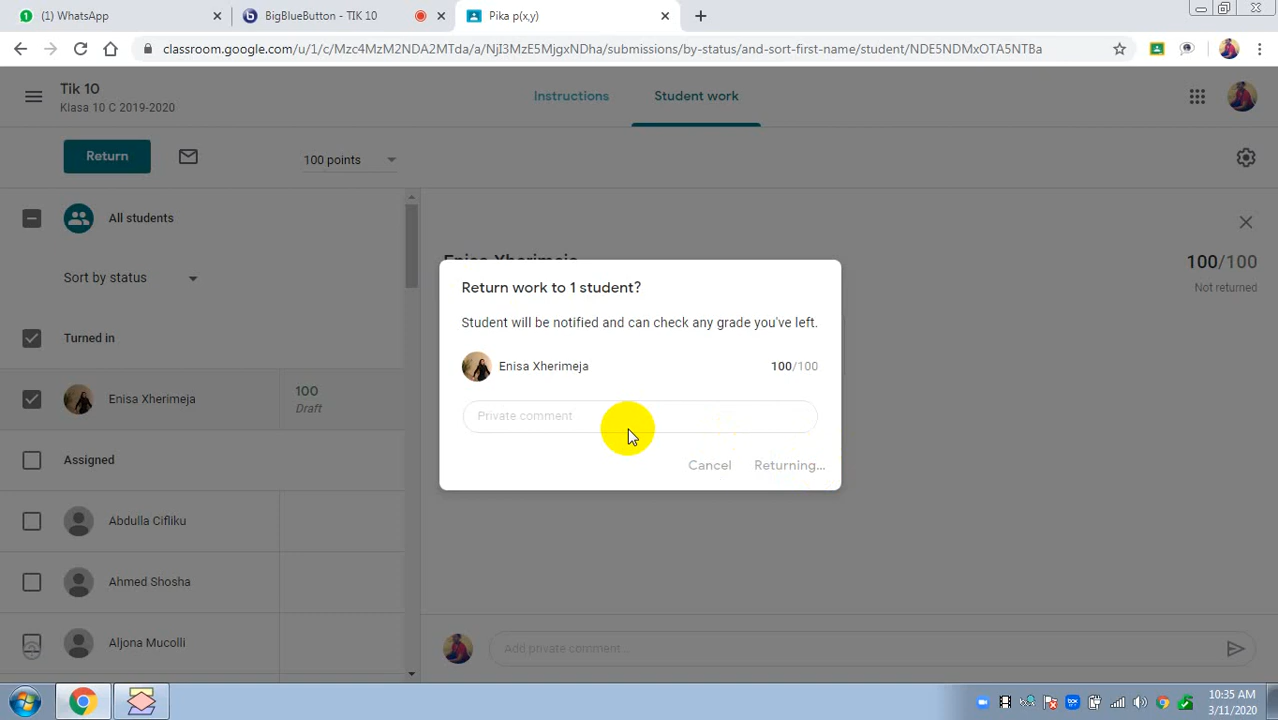 (1) WhatsApp
BigBlueButton - TIK 10
Pika p(x,y)
classroom.google.com/u/1/c/Mzc4MzM2NDA2MTda/a/NjI3MzE5MjgxNDha/submissions/by-status/and-sort-first-name/student/NDE5NDMxOTA5NTBa
Tik 10
Klasa 10 C 2019-2020
Instructions
Student work
Return
100 points
All students
Sort by status
Turned in
Enisa Xherimeja
100
Draft
Assigned
Abdulla Cifliku
Ahmed Shosha
Aljona Mucolli
Enisa Xherimeja
100/100
Not returned
Return work to 1 student?
Student will be notified and can check any grade you've left.
Enisa Xherimeja
100/100
Private comment
Cancel
Returning...
Add private comment...
10:35 AM
3/11/2020